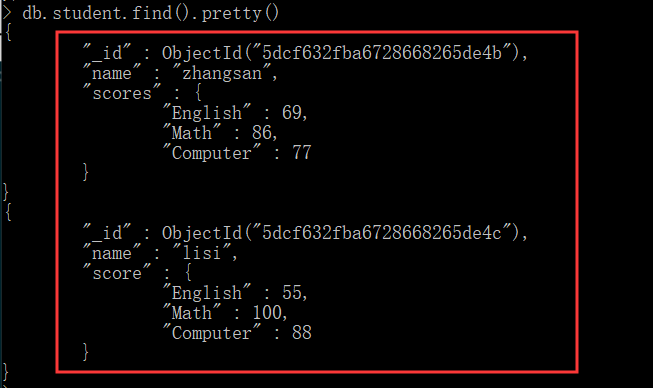 > db.student.find().pretty()
{
"_id" : ObjectId("5dcf632fba6728668265de4b"),
"name" : "zhangsan",
"scores" : {
"English" : 69,
"Math" : 86,
"Computer" : 77
}
}
{
"_id" : ObjectId("5dcf632fba6728668265de4c"),
"name" : "lisi",
"score" : {
"English" : 55,
"Math" : 100,
"Computer" : 88
}
}